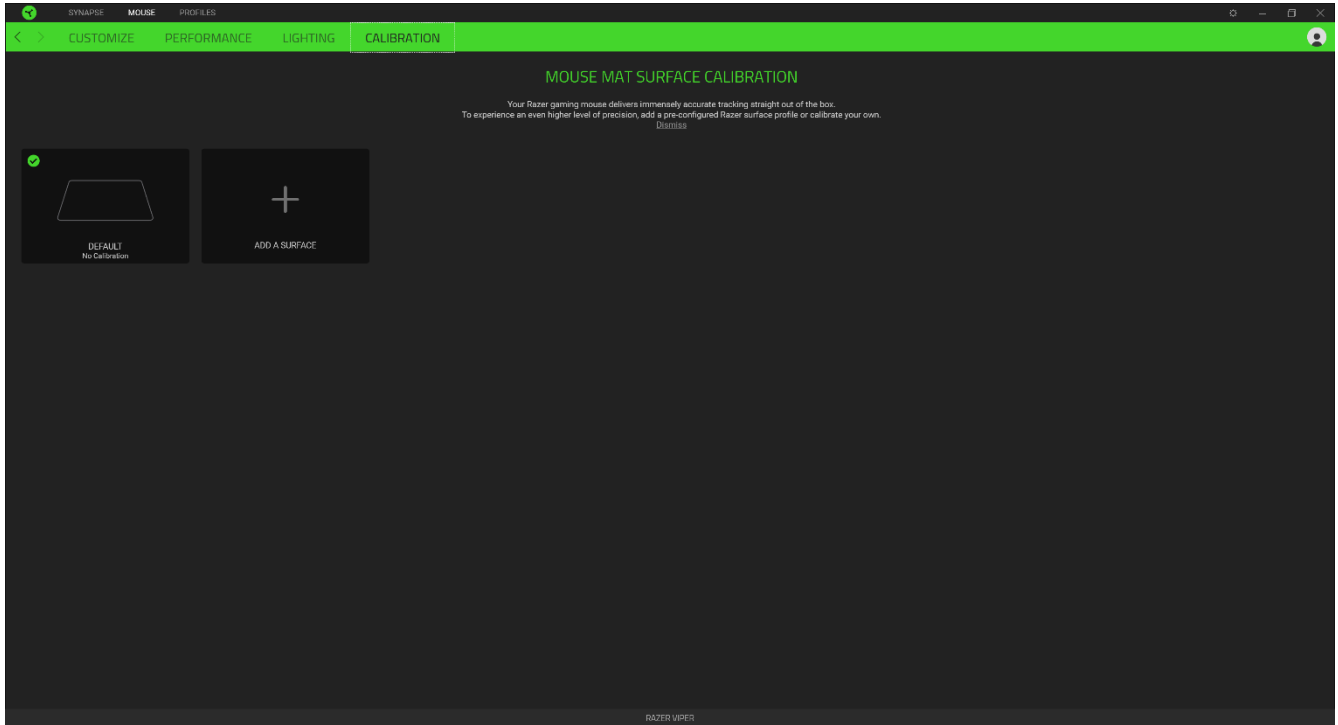 SYNAPSE MOUSE PROFILES
CUSTOMIZE PERFORMANCE LIGHTING CALIBRATION
MOUSE MAT SURFACE CALIBRATION
Your Razer gaming mouse delivers immensely accurate tracking straight out of the box.
To experience an even higher level of precision, add a pre-configured Razer surface profile or calibrate your own.
Dismiss
DEFAULT
No Calibration
ADD A SURFACE
RAZER VIPER